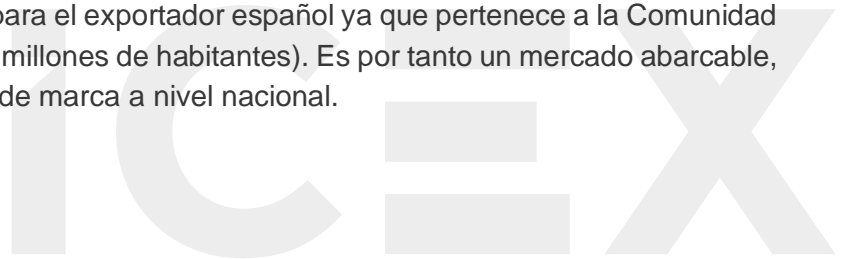 para el exportador español ya que pertenece a la Comunidad
millones de habitantes). Es por tanto un mercado abarcable,
de marca a nivel nacional.
ICEX